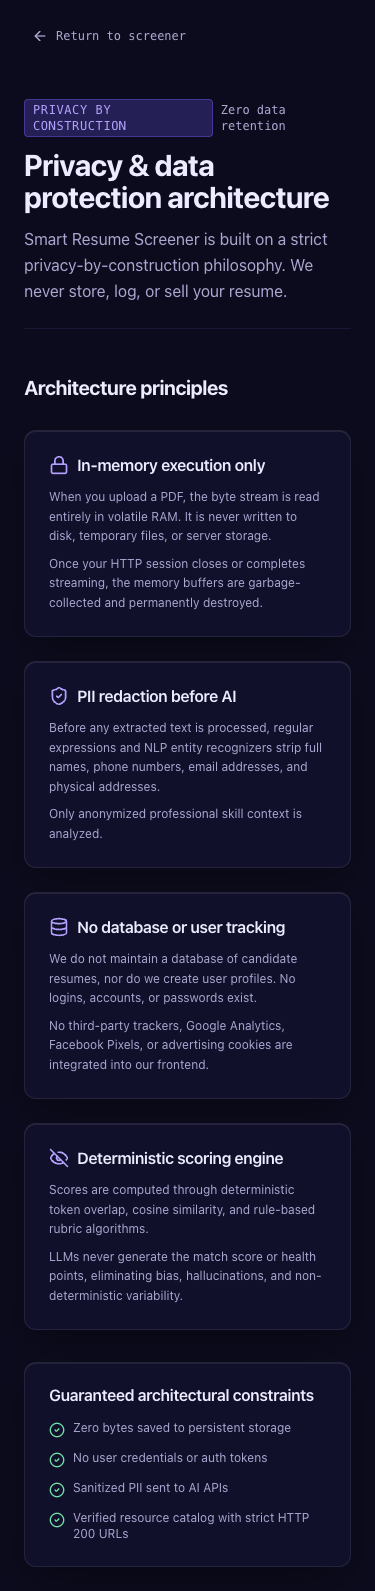 Return to screener
PRIVACY BY
CONSTRUCTION
Zero data
retention
Privacy & data
protection architecture
Smart Resume Screener is built on a strict
privacy-by-construction philosophy. We
never store, log, or sell your resume.
Architecture principles
In-memory execution only
When you upload a PDF, the byte stream is read
entirely in volatile RAM. It is never written to
disk, temporary files, or server storage.
Once your HTTP session closes or completes
streaming, the memory buffers are garbage-
collected and permanently destroyed.
PII redaction before AI
Before any extracted text is processed, regular
expressions and NLP entity recognizers strip full
names, phone numbers, email addresses, and
physical addresses.
Only anonymized professional skill context is
analyzed.
No database or user tracking
We do not maintain a database of candidate
resumes, nor do we create user profiles. No
logins, accounts, or passwords exist.
No third-party trackers, Google Analytics,
Facebook Pixels, or advertising cookies are
integrated into our frontend.
Deterministic scoring engine
Scores are computed through deterministic
token overlap, cosine similarity, and rule-based
rubric algorithms.
LLMs never generate the match score or health
points, eliminating bias, hallucinations, and non-
deterministic variability.
Guaranteed architectural constraints
Zero bytes saved to persistent storage
No user credentials or auth tokens
Sanitized PII sent to AI APIs
Verified resource catalog with strict HTTP
200 URLs